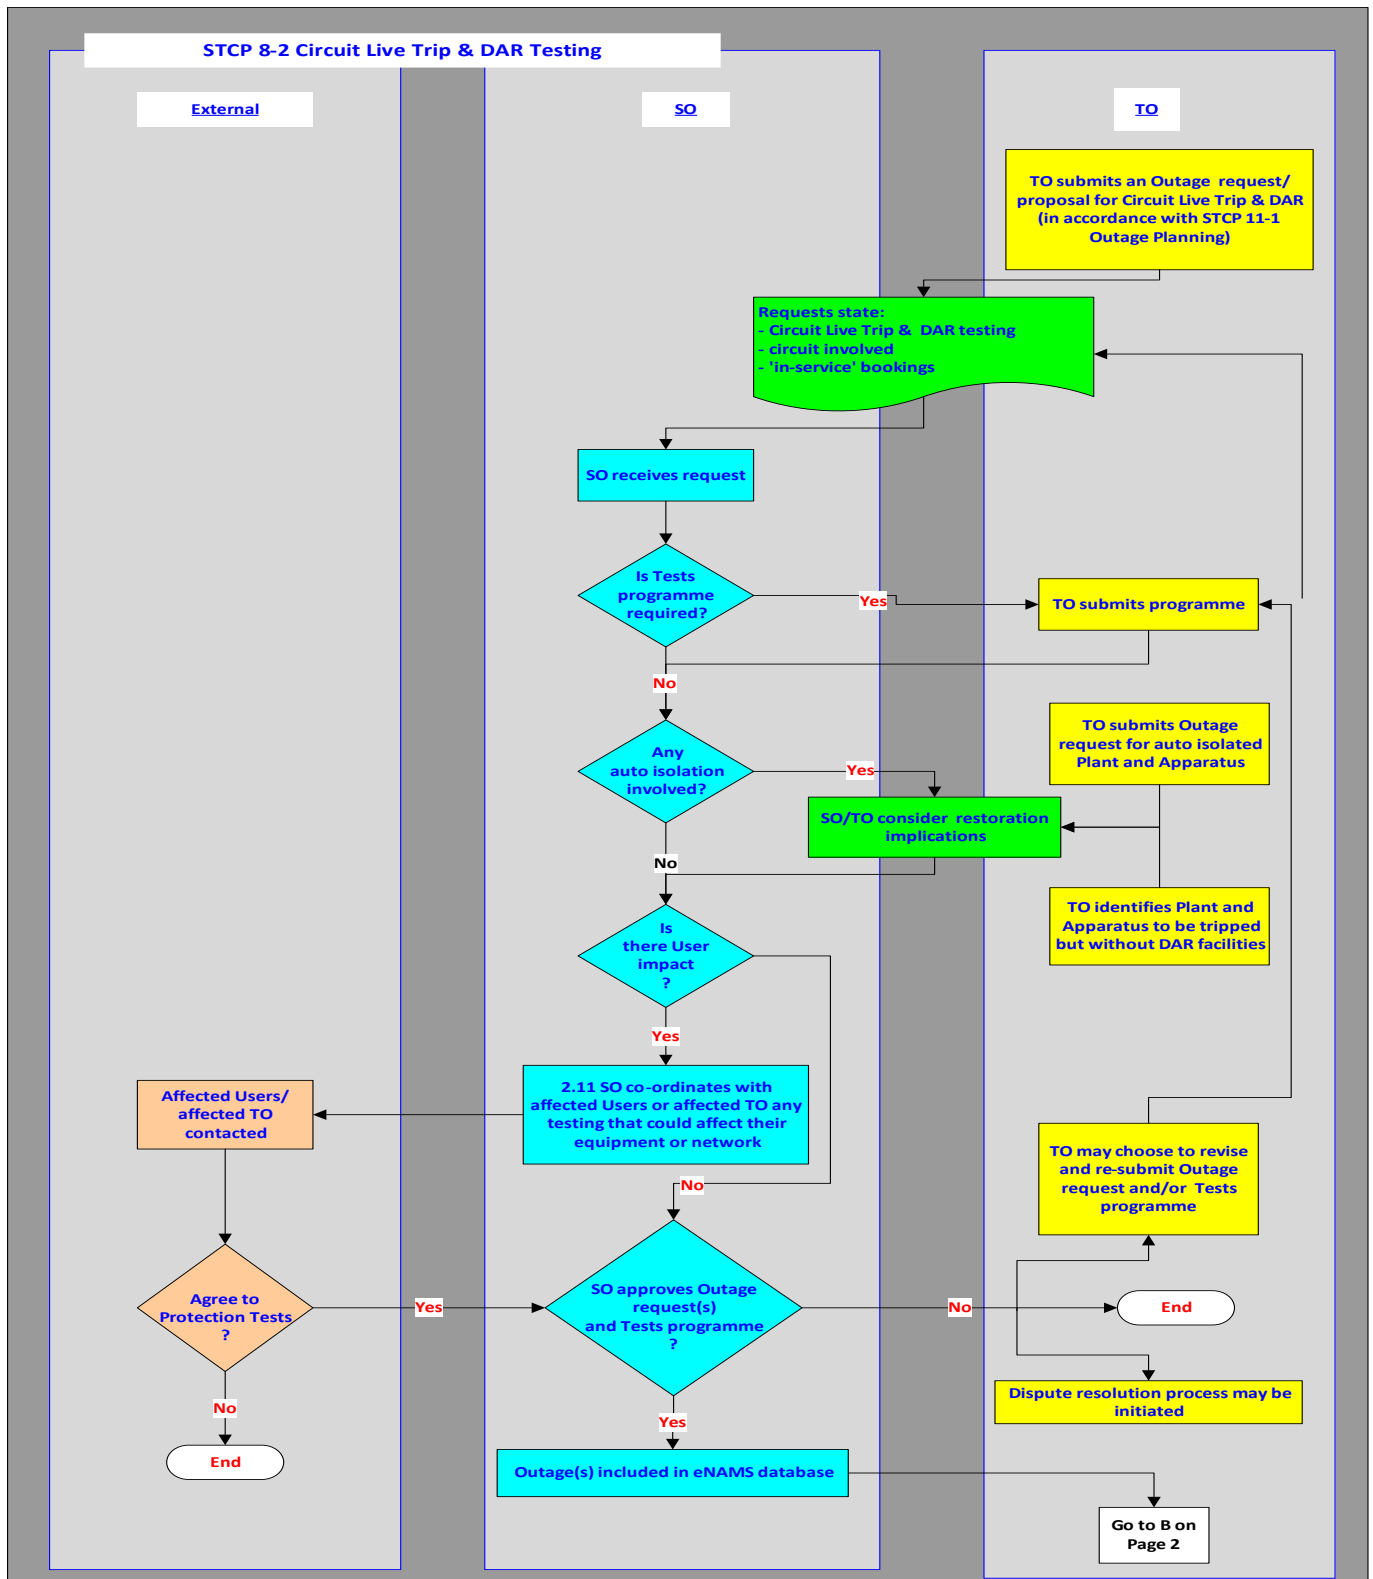 STCP 8-2 Circuit Live Trip & DAR Testing
External
SO
TO
TO submits an Outage request/
proposal for Circuit Live Trip & DAR
(in accordance with STCP 11-1
Outage Planning)
Requests state:
- Circuit Live Trip & DAR testing
- circuit involved
- 'in-service' bookings
SO receives request
Is Tests
programme
required?
Yes
TO submits programme
No
Any
auto isolation
involved?
Yes
TO submits Outage
request for auto isolated
Plant and Apparatus
SO/TO consider restoration
implications
No
TO identifies Plant and
Apparatus to be tripped
but without DAR facilities
Is
there User
impact
?
Yes
2.11 SO co-ordinates with
affected Users or affected TO any
testing that could affect their
equipment or network
Affected Users/
affected TO
contacted
TO may choose to revise
and re-submit Outage
request and/or Tests
programme
No
Agree to
Protection Tests
?
Yes
SO approves Outage
request(s)
and Tests programme
?
No
End
Dispute resolution process may be
initiated
No
Yes
End
Outage(s) included in eNAMS database
Go to B on
Page 2